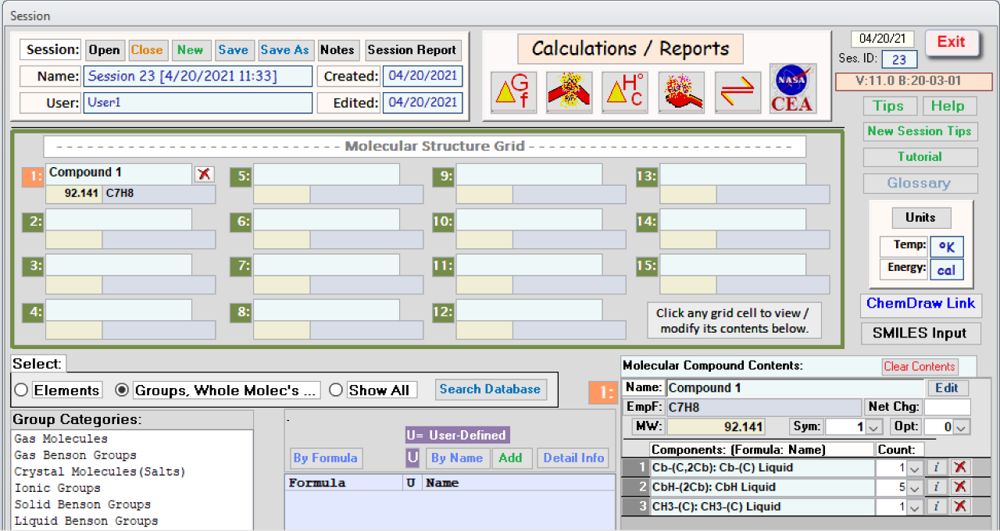 Session
Session: Open Close New Save Save As Notes Session Report
Name: Session 23 [4/20/2021 11:33] Created: 04/20/2021
User: User1 Edited: 04/20/2021
Calculations / Reports
ΔG f
ΔH° C
NASA CEA
04/20/21 Exit
Ses. ID: 23
V:11.0 B:20-03-01
Tips Help
New Session Tips
Tutorial
Glossary
Units
Temp: °K
Energy: cal
ChemDraw Link
SMILES Input
- - - - - - - - - - - - - - - - - - - - - - - - - - - - Molecular Structure Grid - - - - - - - - - - - - - - - - - - - - - - - - - -
1: Compound 1 X 5: 9: 13:
92.141 C7H8
2: 6: 10: 14:
3: 7: 11: 15:
4: 8: 12:
Click any grid cell to view /
modify its contents below.
Select:
Elements Groups, Whole Molec's ... Show All Search Database
Group Categories:
Gas Molecules
Gas Benson Groups
Crystal Molecules(Salts)
Ionic Groups
Solid Benson Groups
Liquid Benson Groups
.
U= User-Defined
By Formula U By Name Add Detail Info
Formula U Name
Molecular Compound Contents: Clear Contents
1: Name: Compound 1 Edit
EmpF: C7H8 Net Chg:
MW: 92.141 Sym: 1 Opt: 0
Components: (Formula: Name) Count:
1 Cb-(C,2Cb): Cb-(C) Liquid 1 i X
2 CbH-(2Cb): CbH Liquid 5 i X
3 CH3-(C): CH3-(C) Liquid 1 i X